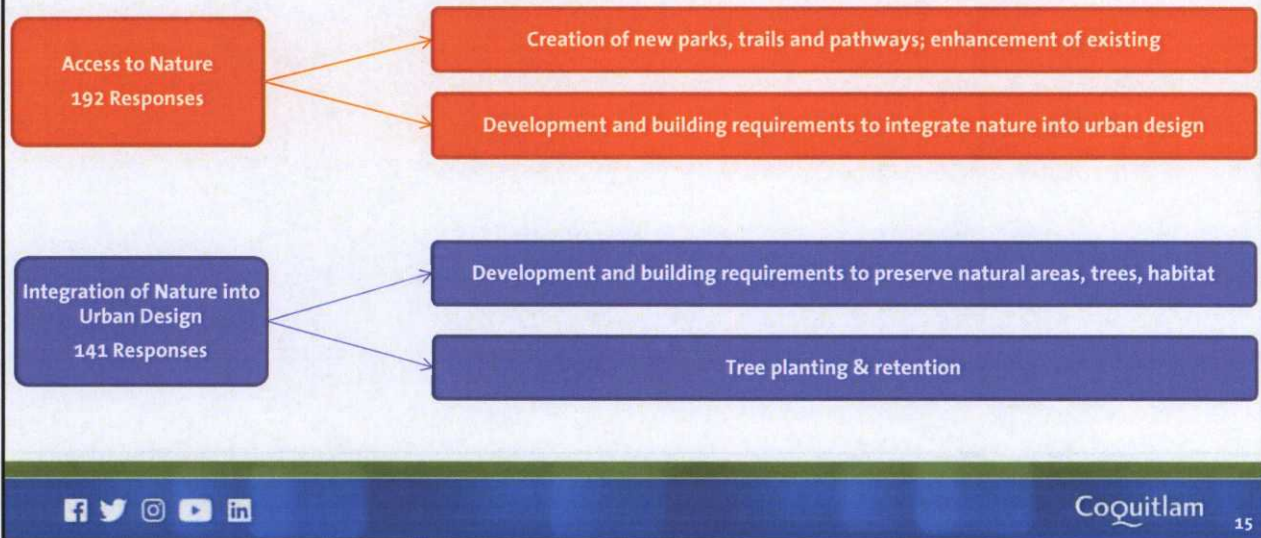 Access to Nature
192 Responses
Creation of new parks, trails and pathways; enhancement of existing
Development and building requirements to integrate nature into urban design
Integration of Nature into
Urban Design
141 Responses
Development and building requirements to preserve natural areas, trees, habitat
Tree planting & retention
Coquitlam
15